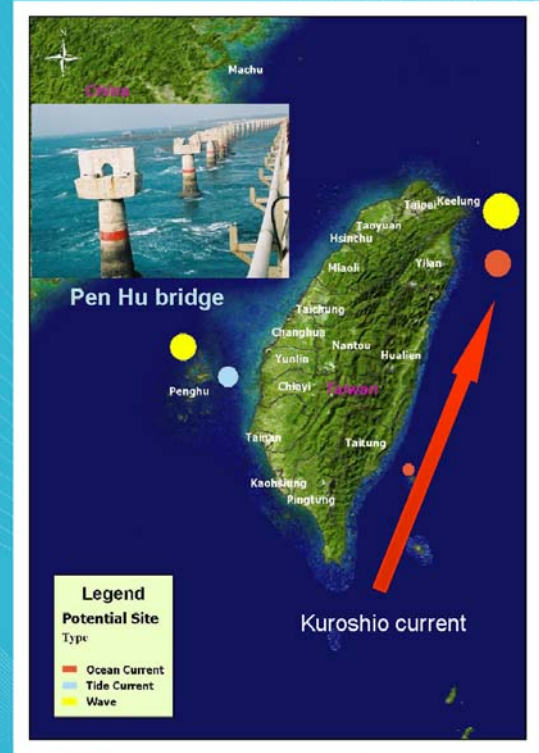 Machu
China
Pen Hu bridge
Taipei
Keelung
Taoyuan
Hsinchu
Miaoli
Yilan
Taichung
Changhua
Nantou
Yunlin
Hualien
Penghu
Chiayi
Taiwan
Tainan
Taitung
Kaohsiung
Pingtung
Kuroshio current
Legend
Potential Site
Type
Ocean Current
Tide Current
Wave